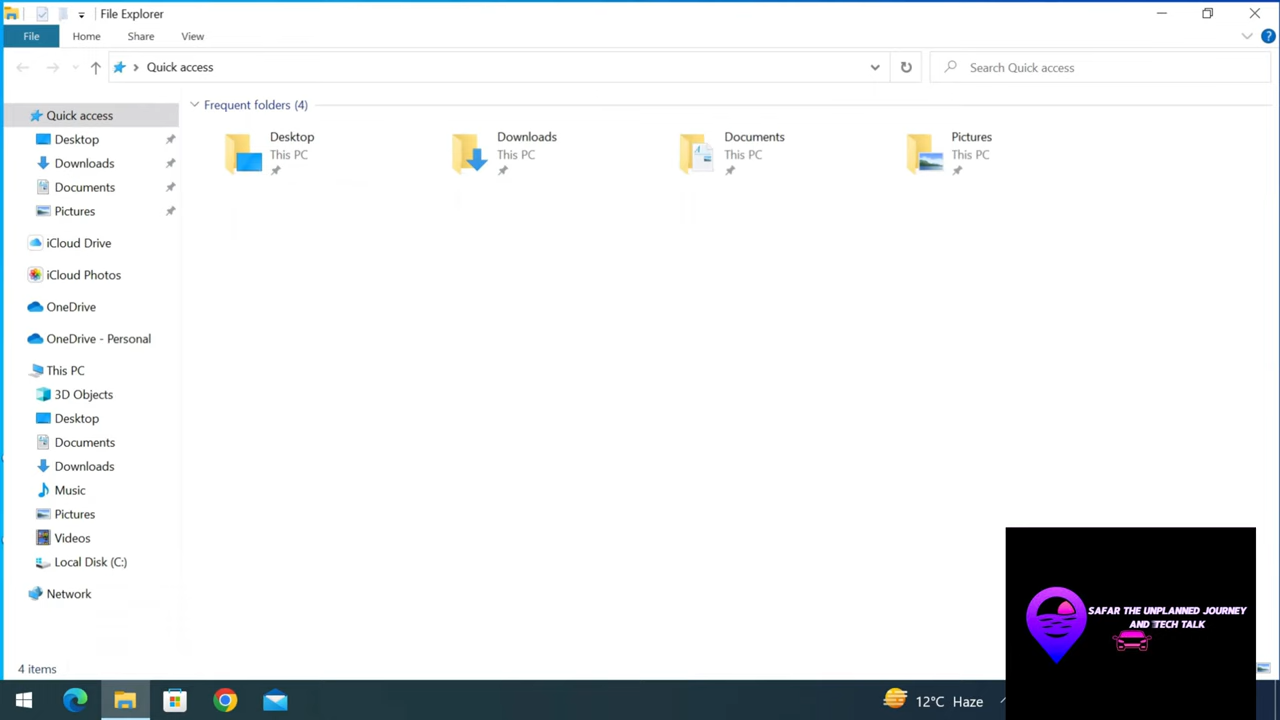 File Explorer
File
Home
Share
View
Quick access
Search Quick access
Quick access
Desktop
Downloads
Documents
Pictures
iCloud Drive
iCloud Photos
OneDrive
OneDrive - Personal
This PC
3D Objects
Desktop
Documents
Downloads
Music
Pictures
Videos
Local Disk (C:)
Network
Frequent folders (4)
Desktop
This PC
Downloads
This PC
Documents
This PC
Pictures
This PC
4 items
SAFAR THE UNPLANNED JOURNEY
AND TECH TALK
12°C Haze